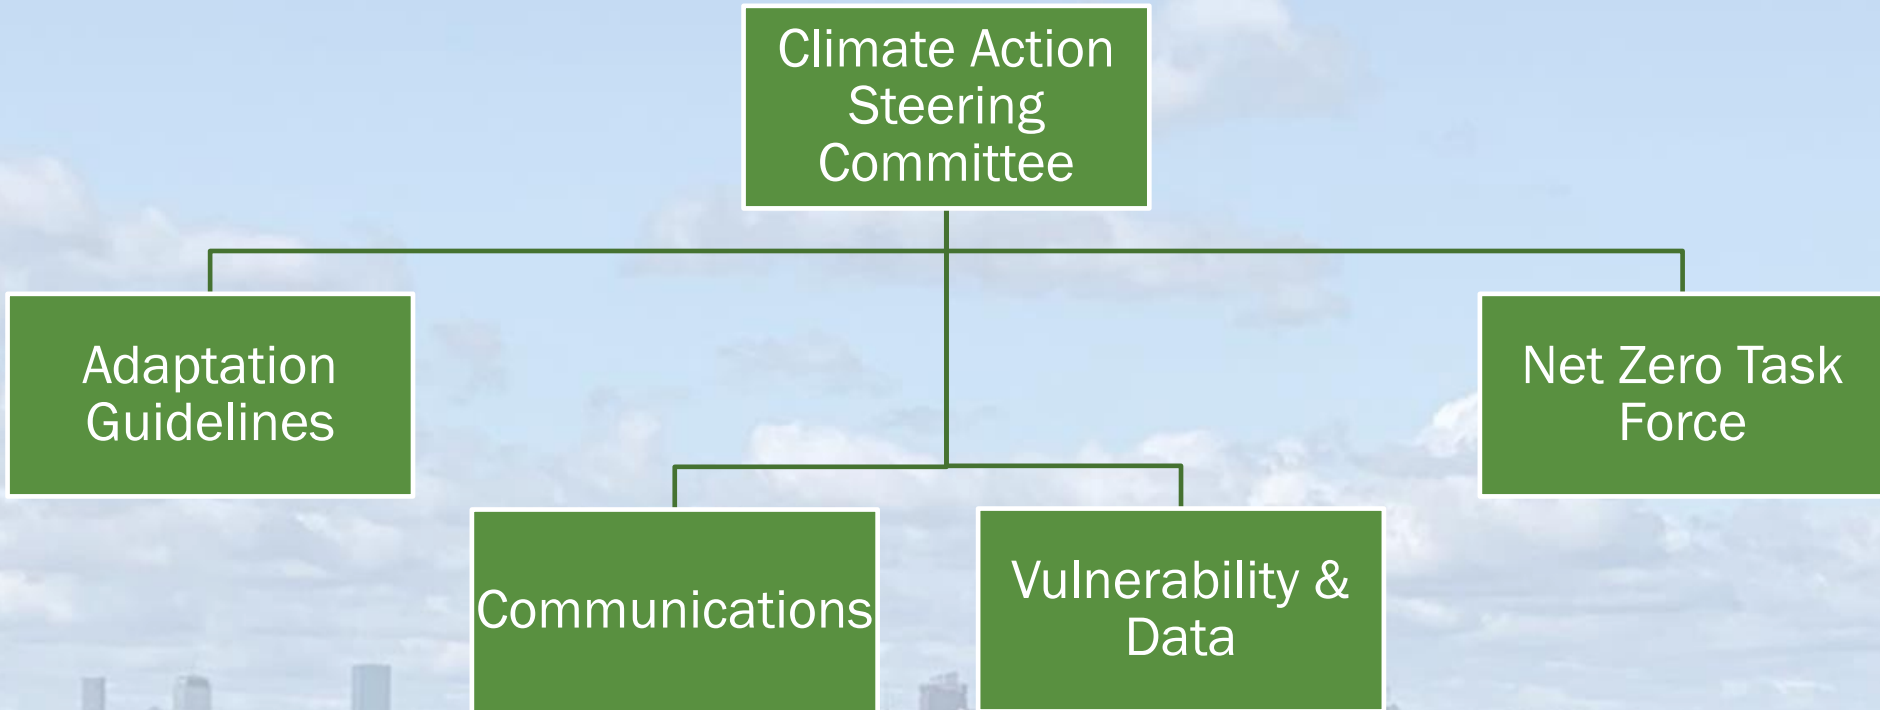 Climate Action
Steering
Committee
Adaptation
Guidelines
Net Zero Task
Force
Communications
Vulnerability &
Data